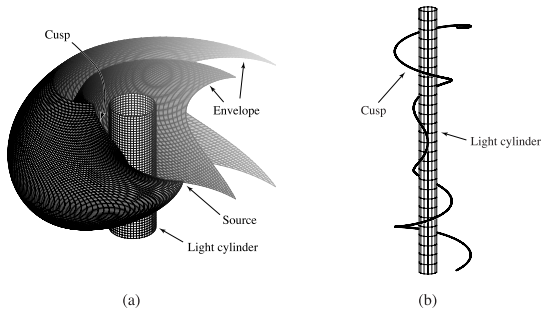 Cusp
Envelope
Source
Light cylinder
(a)
Cusp
Light cylinder
(b)